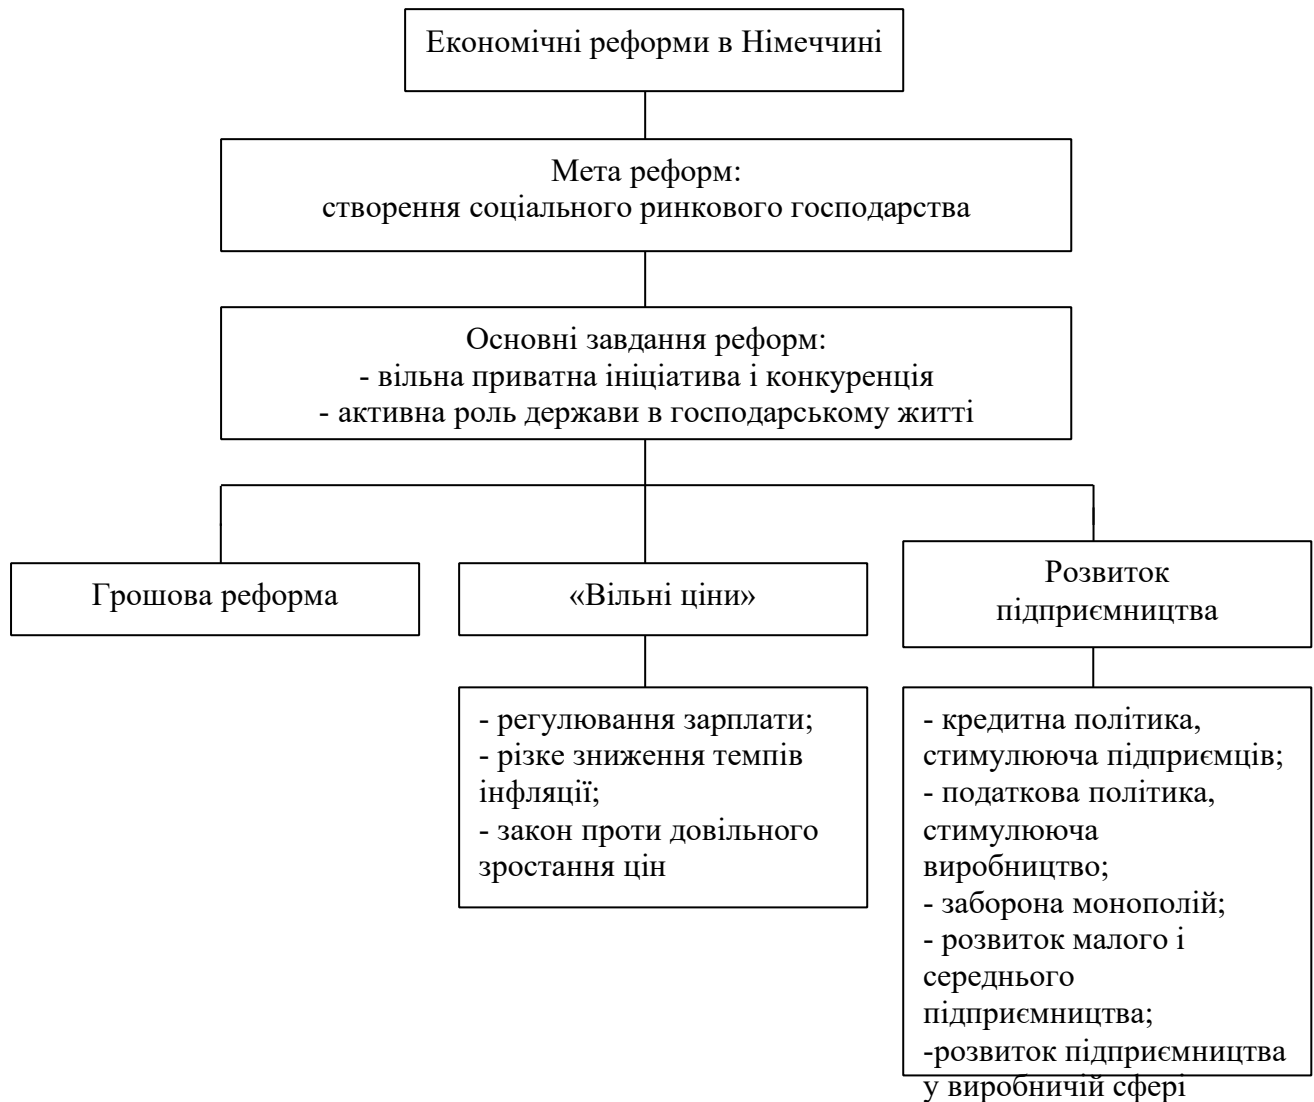 Економічні реформи в Німеччині
Мета реформ:
створення соціального ринкового господарства
Основні завдання реформ:
- вільна приватна ініціатива і конкуренція
- активна роль держави в господарському житті
Грошова реформа
«Вільні ціни»
Розвиток
підприємництва
- регулювання зарплати;
- різке зниження темпів
інфляції;
- закон проти довільного
зростання цін
- кредитна політика,
стимулююча підприємців;
- податкова політика,
стимулююча
виробництво;
- заборона монополій;
- розвиток малого і
середнього
підприємництва;
-розвиток підприємництва
у виробничій сфері